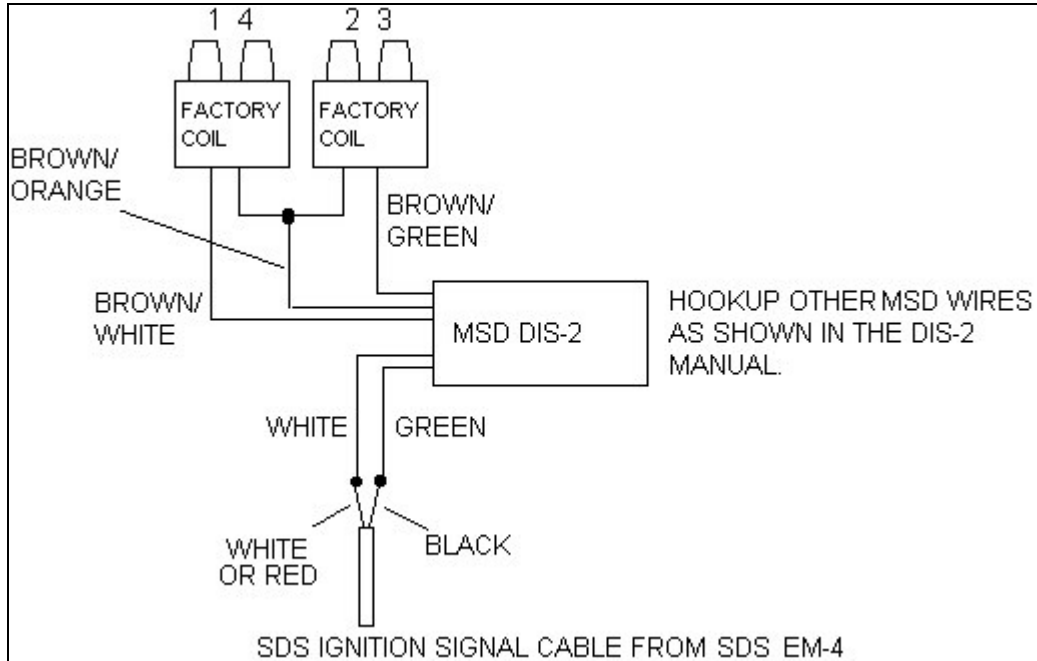 1 4 2 3
FACTORY
COIL
FACTORY
COIL
BROWN/
ORANGE
BROWN/
GREEN
BROWN/
WHITE
MSD DIS-2
HOOKUP OTHER MSD WIRES
AS SHOWN IN THE DIS-2
MANUAL.
WHITE
GREEN
WHITE
OR RED
BLACK
SDS IGNITION SIGNAL CABLE FROM SDS EM-4